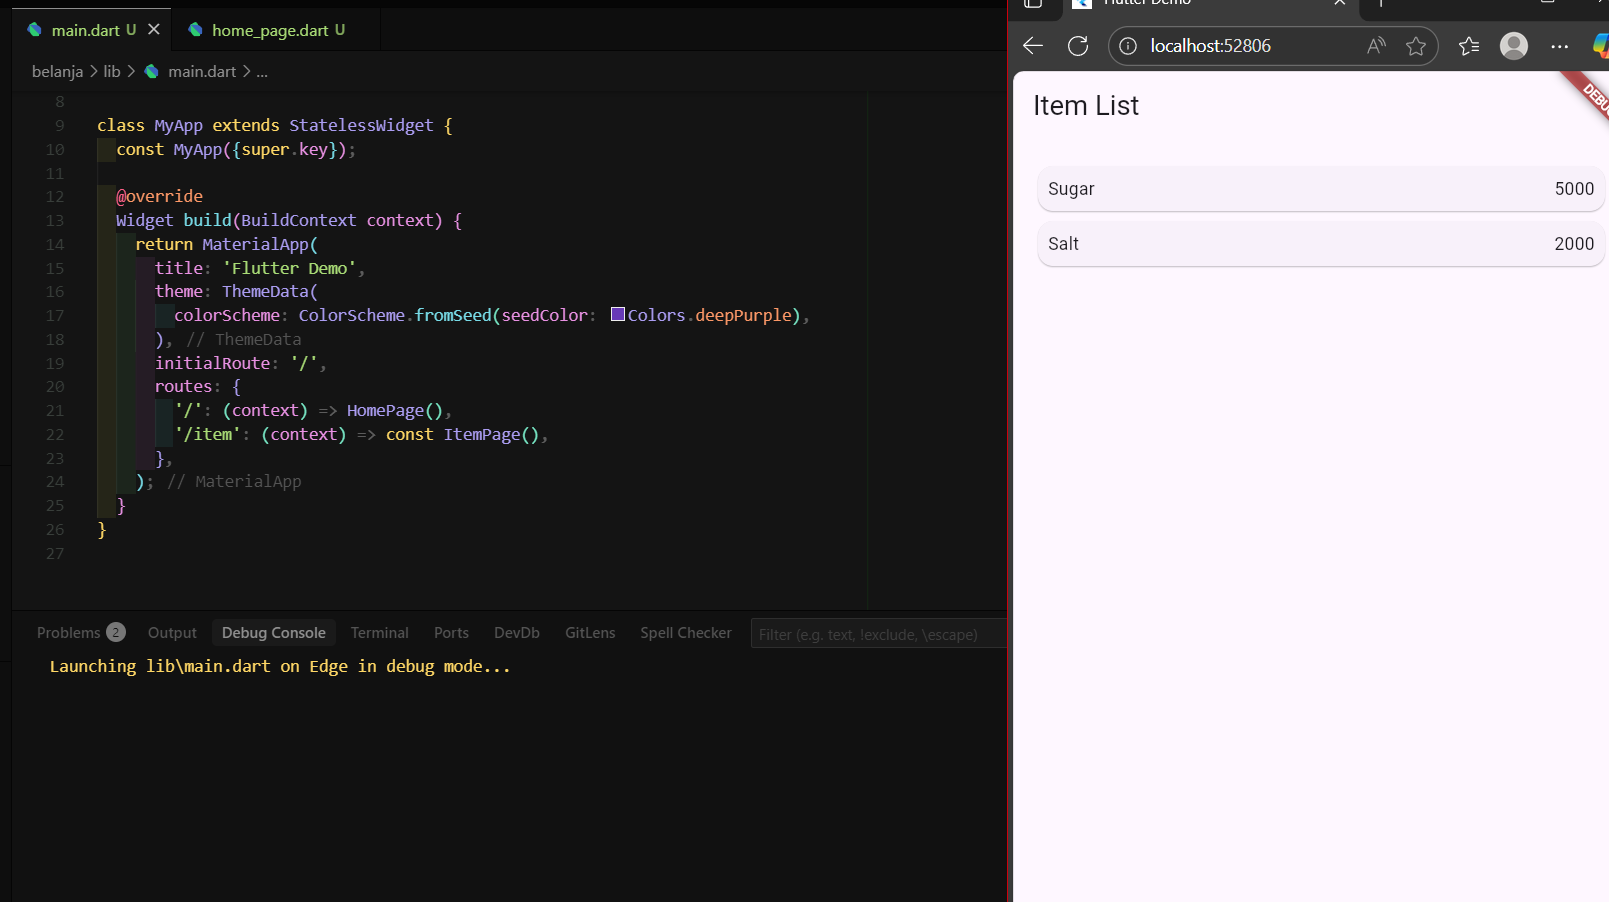 main.dart U
home_page.dart U
belanja > lib > main.dart > ...
8
9 class MyApp extends StatelessWidget {
10 const MyApp({super.key});
11
12 @override
13 Widget build(BuildContext context) {
14 return MaterialApp(
15 title: 'Flutter Demo',
16 theme: ThemeData(
17 colorScheme: ColorScheme.fromSeed(seedColor: Colors.deepPurple),
18 ), // ThemeData
19 initialRoute: '/',
20 routes: {
21 '/': (context) => HomePage(),
22 '/item': (context) => const ItemPage(),
23 },
24 ); // MaterialApp
25 }
26 }
27
Problems 2 Output Debug Console Terminal Ports DevDb GitLens Spell Checker Filter (e.g. text, !exclude, \escape)
Launching lib\main.dart on Edge in debug mode...
Flutter Demo
localhost:52806
Item List
Sugar 5000
Salt 2000